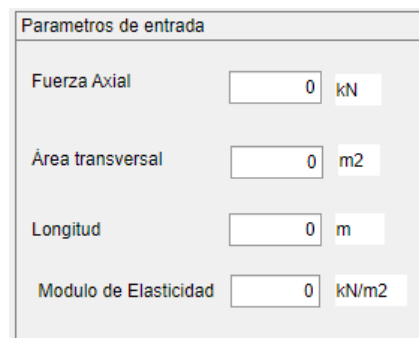 Parametros de entrada
Fuerza Axial 0 kN
Área transversal 0 m2
Longitud 0 m
Modulo de Elasticidad 0 kN/m2